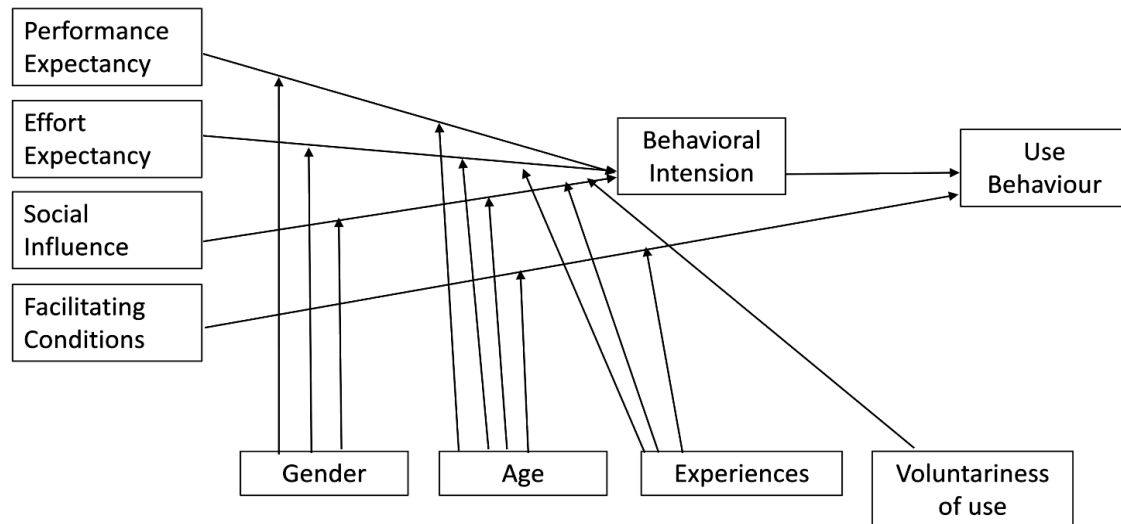 Performance
Expectancy
Effort
Expectancy
Social
Influence
Facilitating
Conditions
Behavioral
Intension
Use
Behaviour
Gender
Age
Experiences
Voluntariness
of use